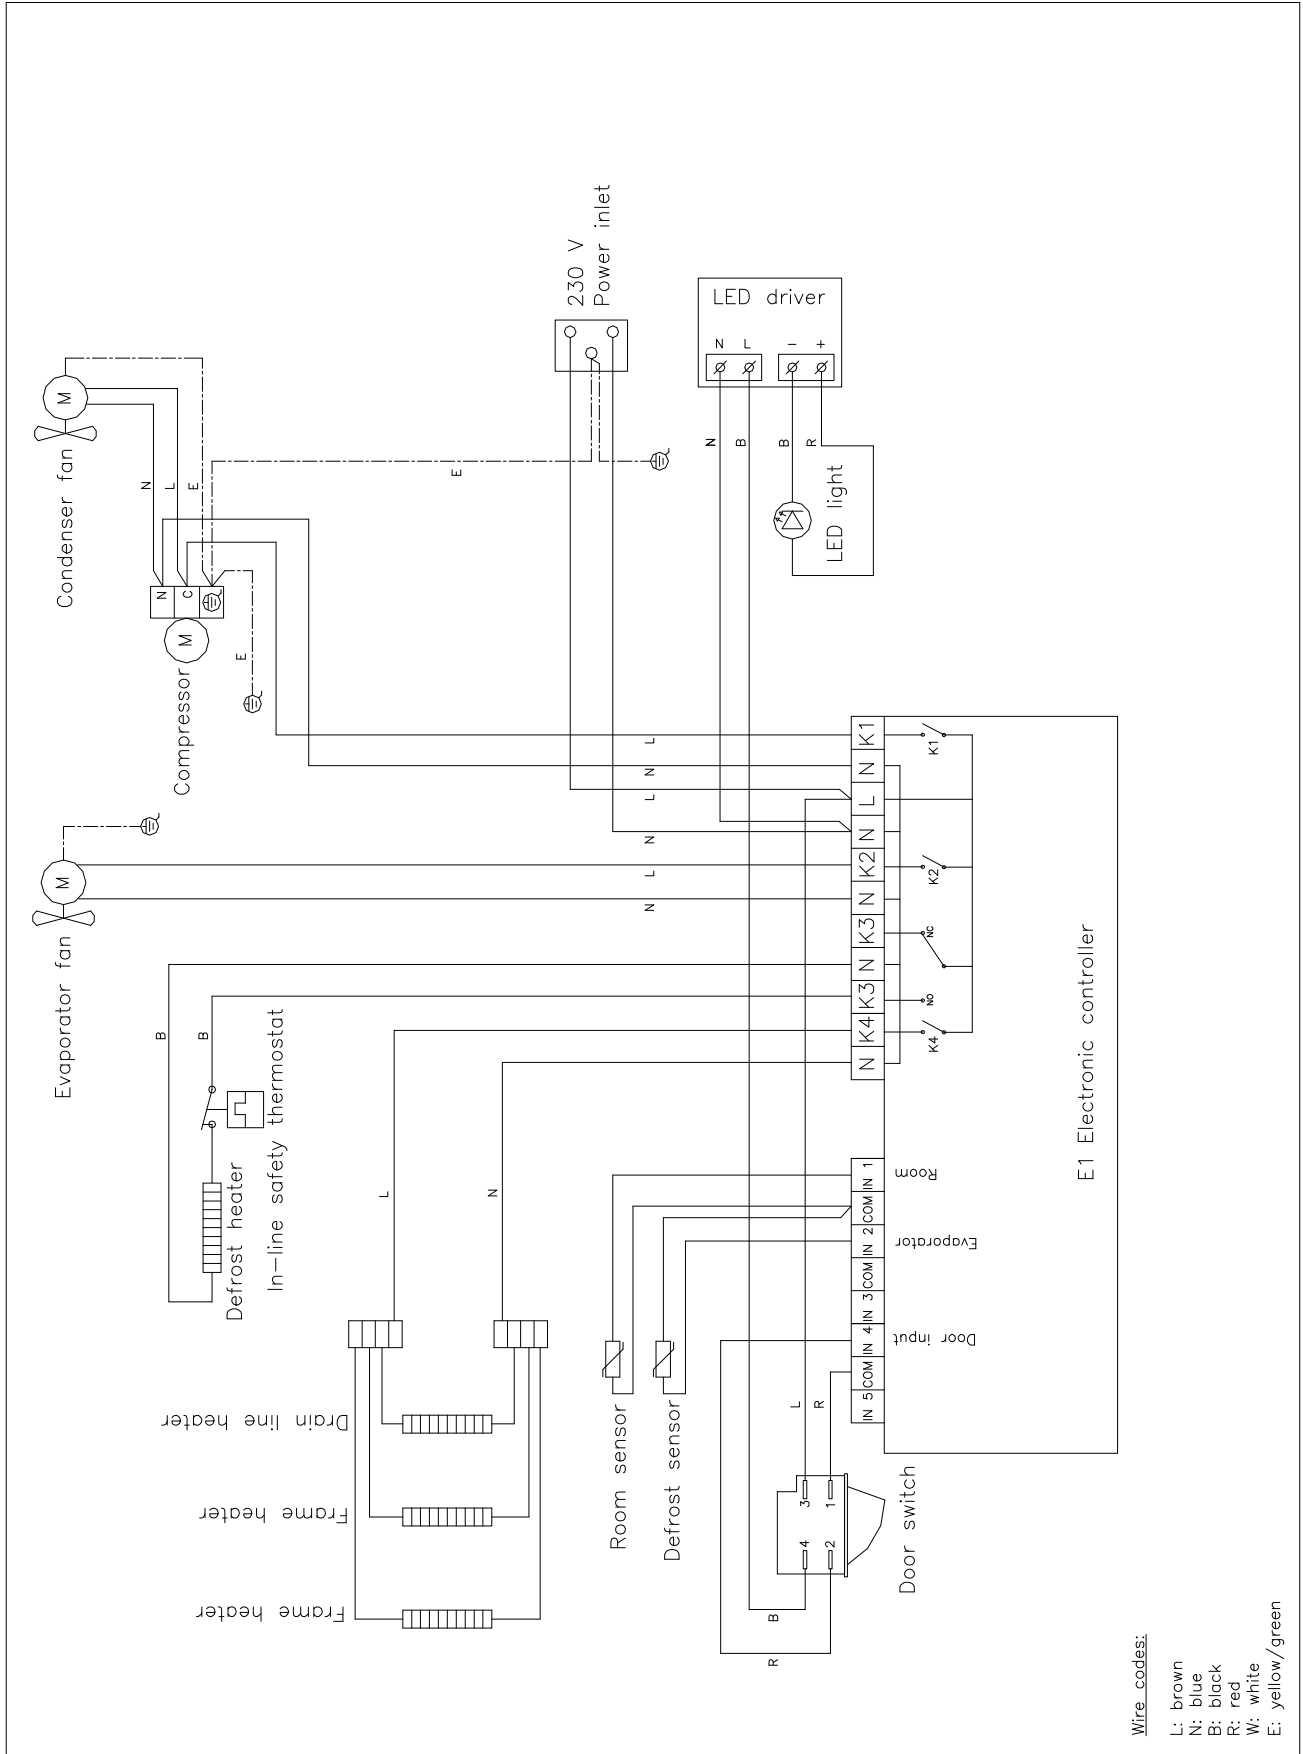 Condenser fan
M
N
L
E
N
C
M
Compressor
E
E
230 V
Power inlet
LED driver
N
L
-
+
N
B
B
R
LED light
Evaporator fan
M
B
B
In-line safety thermostat
Defrost heater
L
N
L
N
L
N
K1
N
L
N
K2
N
K3
N
K3
K4
N
K1
K2
NC
NO
K4
E1 Electronic controller
L
N
Drain line heater
Frame heater
Frame heater
Room sensor
Defrost sensor
IN 1
COM
IN 2
COM
IN 3
IN 4
COM
IN 5
Room
Evaporator
Door input
L
R
3
1
4
2
Door switch
B
R
Wire codes:
L: brown
N: blue
B: black
R: red
W: white
E: yellow/green